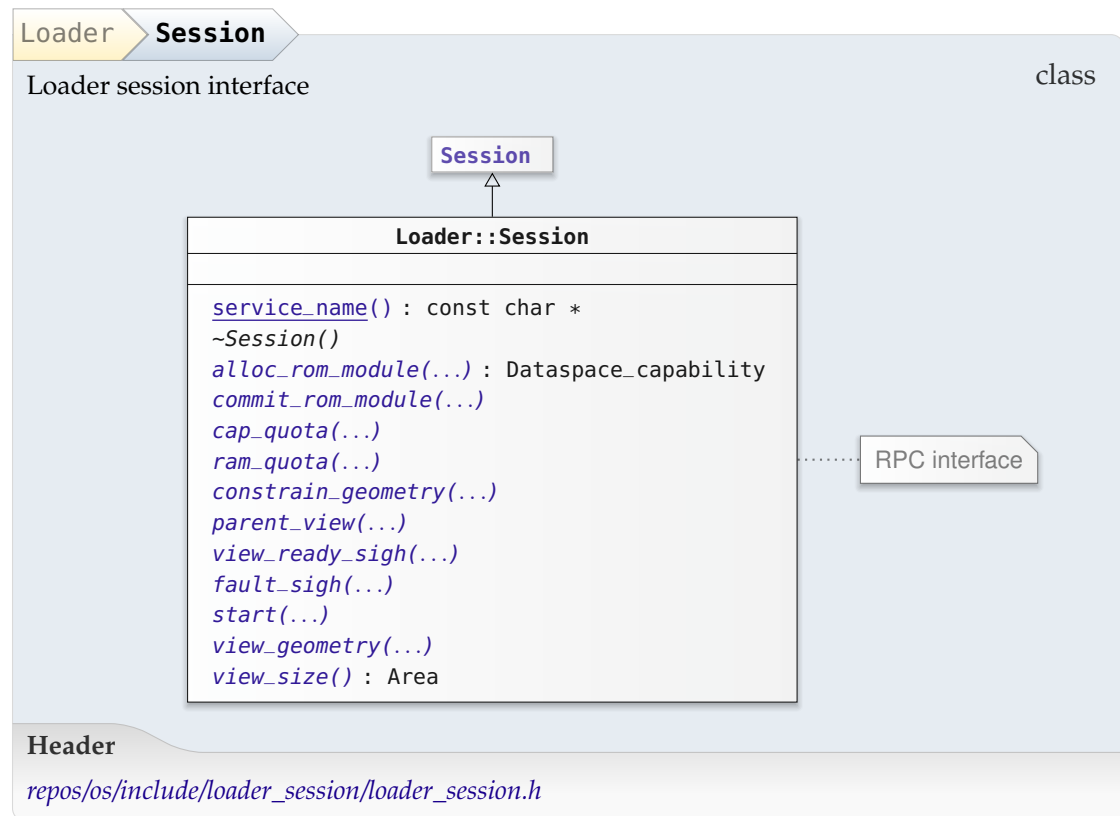 Loader Session
class
Loader session interface
Session
Loader::Session
service_name() : const char *
~Session()
alloc_rom_module(...) : Dataspace_capability
commit_rom_module(...)
cap_quota(...)
ram_quota(...)
RPC interface
constrain_geometry(...)
parent_view(...)
view_ready_sigh(...)
fault_sigh(...)
start(...)
view_geometry(...)
view_size() : Area
Header
repos/os/include/loader_session/loader_session.h